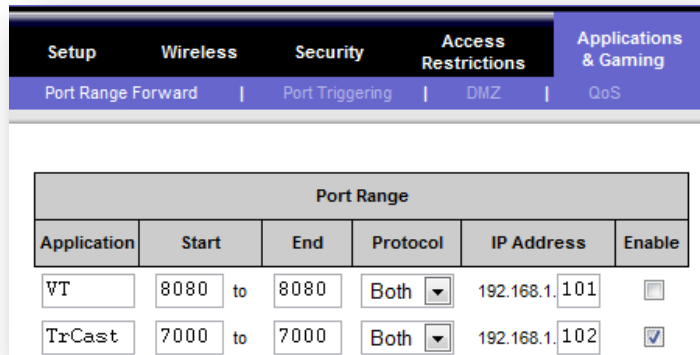 Setup Wireless Security Access Restrictions Applications & Gaming
Port Range Forward | Port Triggering | DMZ | QoS
Port Range
Application Start End Protocol IP Address Enable
VT 8080 to 8080 Both 192.168.1.101
TrCast 7000 to 7000 Both 192.168.1.102